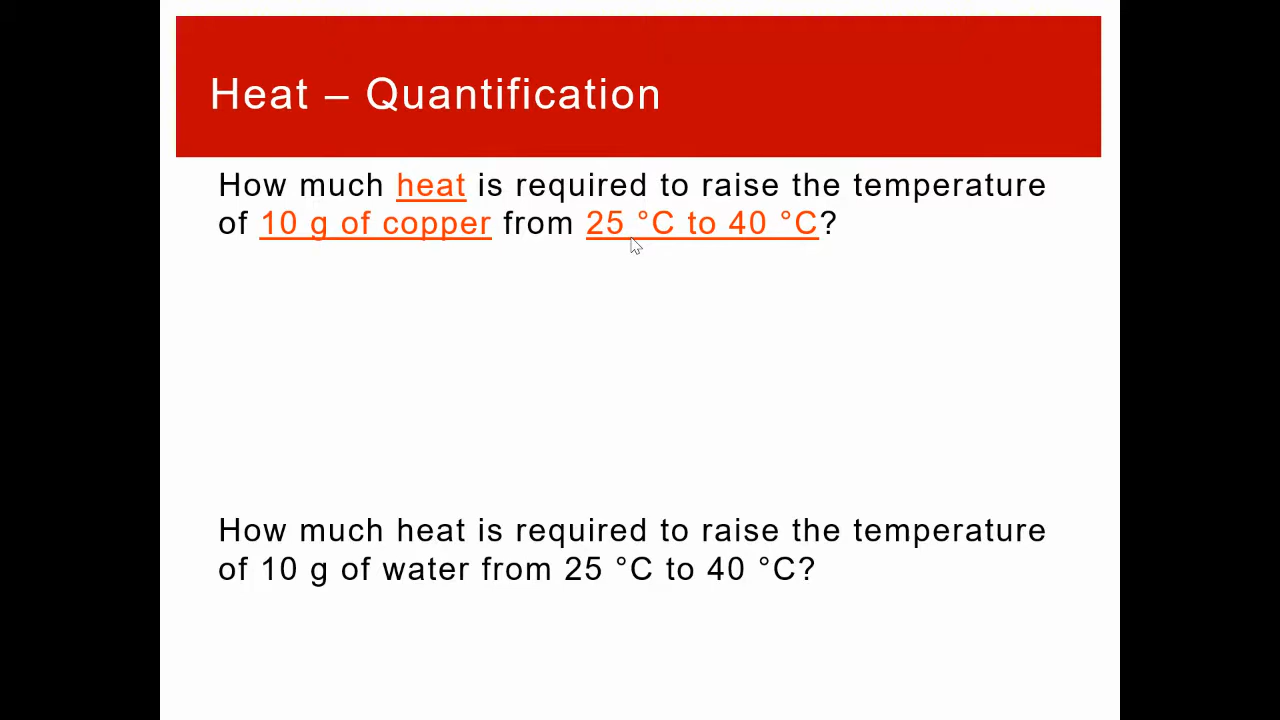 Heat – Quantification
How much heat is required to raise the temperature
of 10 g of copper from 25 °C to 40 °C?
How much heat is required to raise the temperature
of 10 g of water from 25 °C to 40 °C?